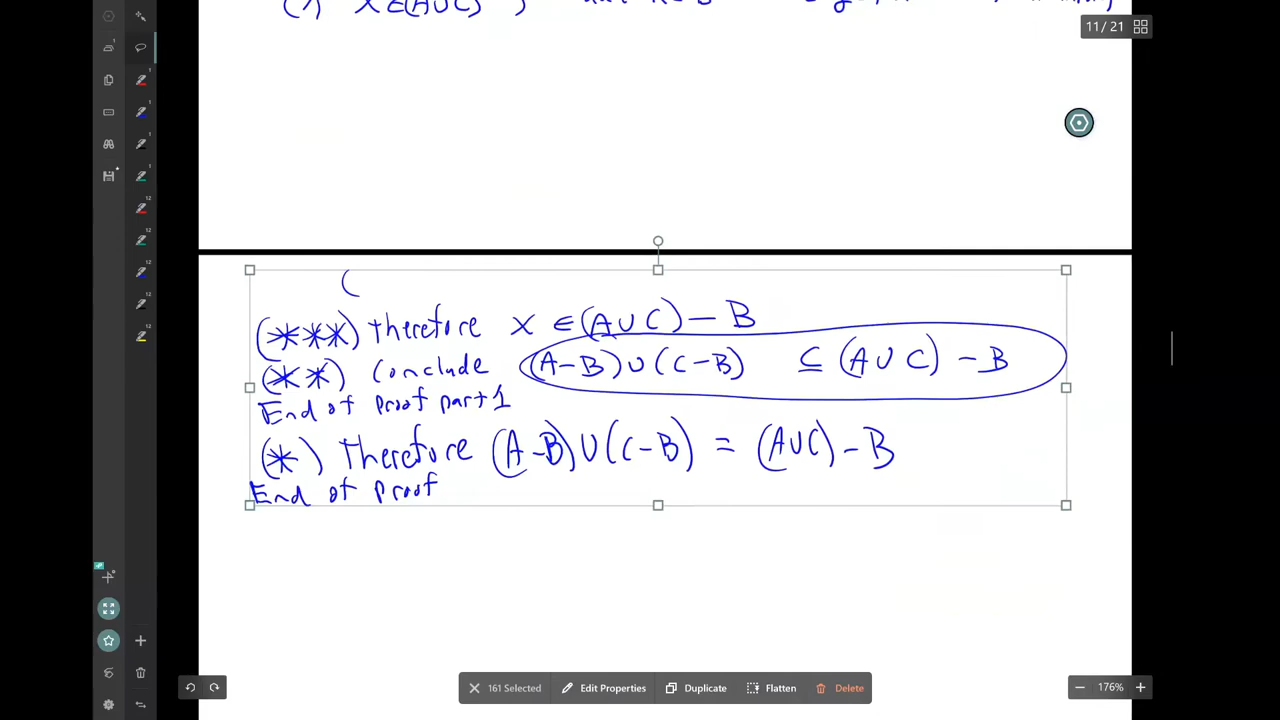 x∈(A∪C)
11/21
(
(***) therefore x ∈(A∪C) – B
(**) Conclude (A–B)∪(C–B) ⊆ (A∪C) – B
End of Proof part 1
(*) Therefore (A–B)∪(C–B) = (A∪C) – B
End of Proof
161 Selected Edit Properties Duplicate Flatten Delete
176%